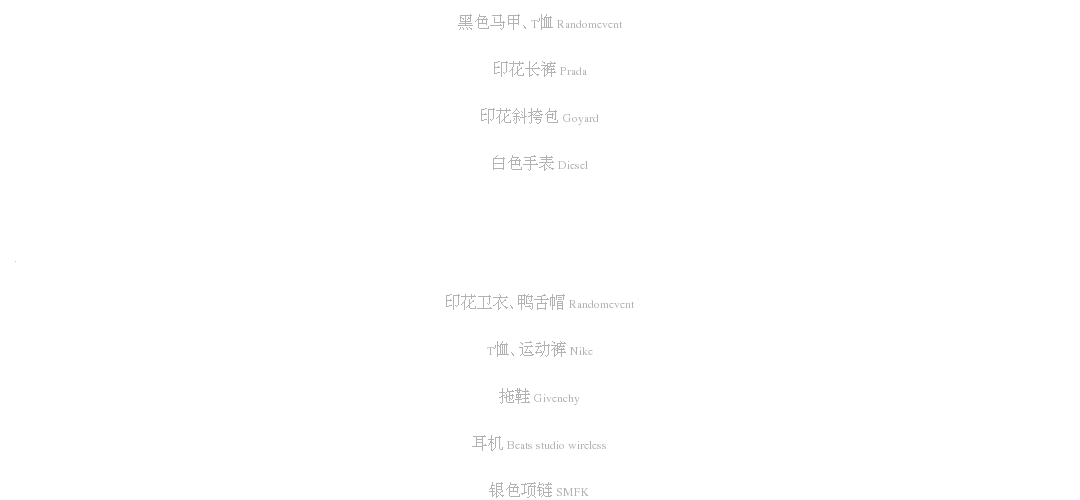 黑色马甲、T恤 Randomevent
印花长裤 Prada
印花斜挎包 Goyard
白色手表 Diesel
印花卫衣、鸭舌帽 Randomevent
T恤、运动裤 Nike
拖鞋 Givenchy
耳机 Beats studio wireless
银色项链 SMFK